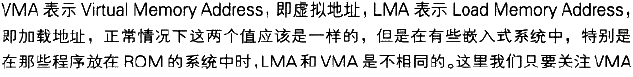 VMA 表示 Virtual Memory Address，即虚拟地址，LMA 表示 Load Memory Address，
即加载地址，正常情况下这两个值应该是一样的，但是在有些嵌入式系统中，特别是
在那些程序放在 ROM 的系统中时，LMA 和 VMA 是不相同的。这里我们只要关注 VMA